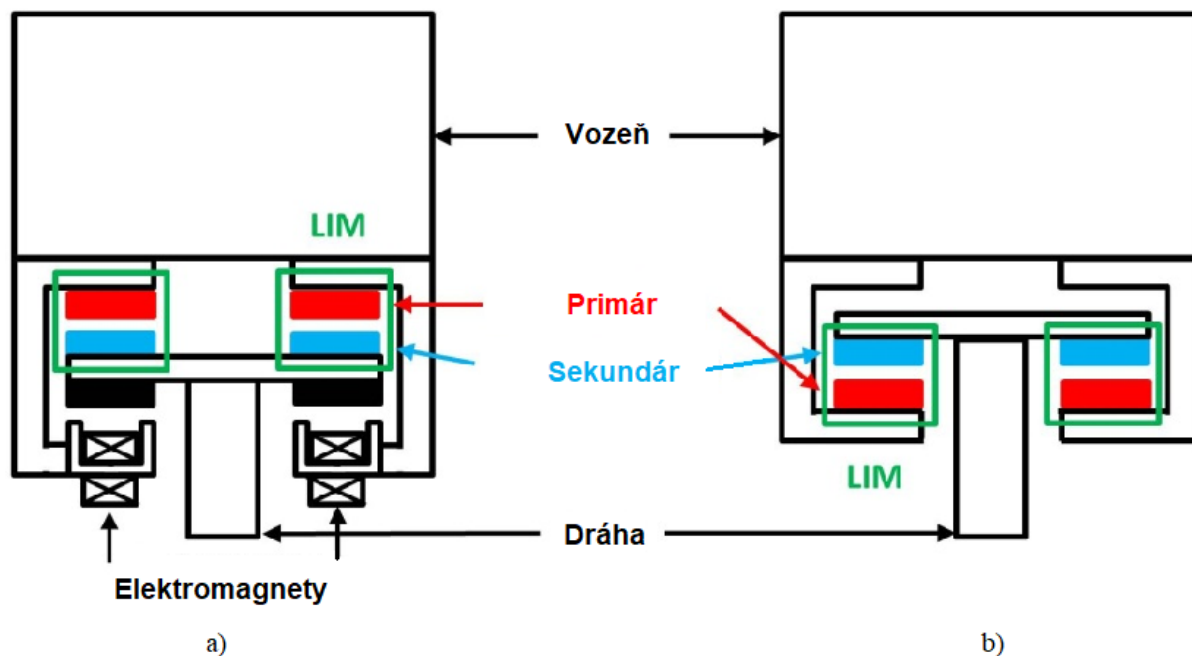 Vozeň
LIM
Primár
Sekundár
LIM
Dráha
Elektromagnety
a)
b)